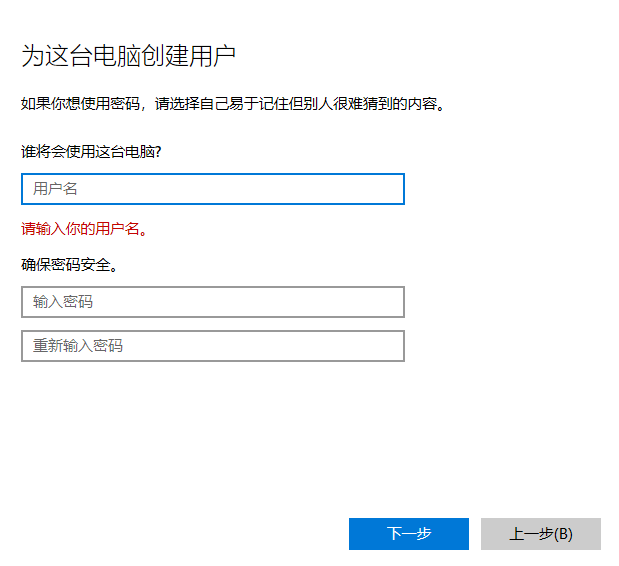 为这台电脑创建用户
如果你想使用密码，请选择自己易于记住但别人很难猜到的内容。
谁将会使用这台电脑?
用户名
请输入你的用户名。
确保密码安全。
输入密码
重新输入密码
下一步
上一步(B)